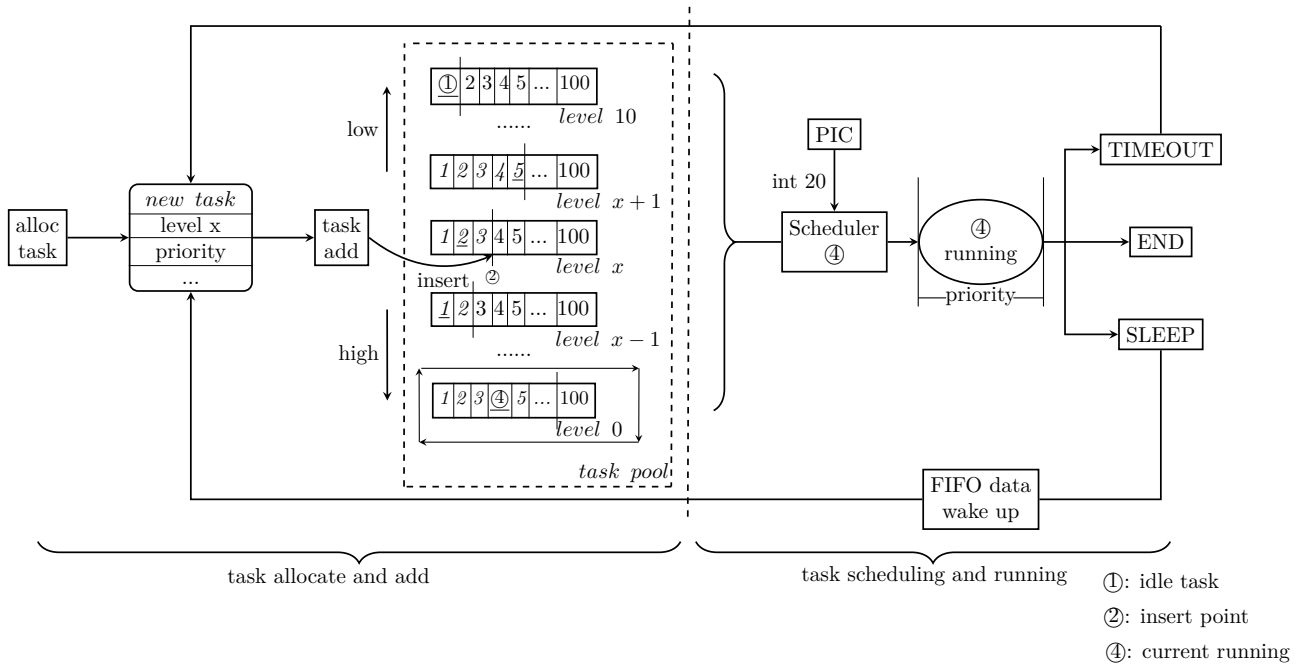 ① 2 3 4 5 ... 100
level 10
......
low
PIC
TIMEOUT
int 20
1 2 3 4 5 ... 100
level x + 1
new task
level x
priority
...
alloc
task
task
add
1 2 3 4 5 ... 100
level x
insert ②
Scheduler
④
④
running
priority
END
1 2 3 4 5 ... 100
level x − 1
......
high
SLEEP
1 2 3 ④ 5 ... 100
level 0
task pool
FIFO data
wake up
task allocate and add
task scheduling and running
①: idle task
②: insert point
④: current running